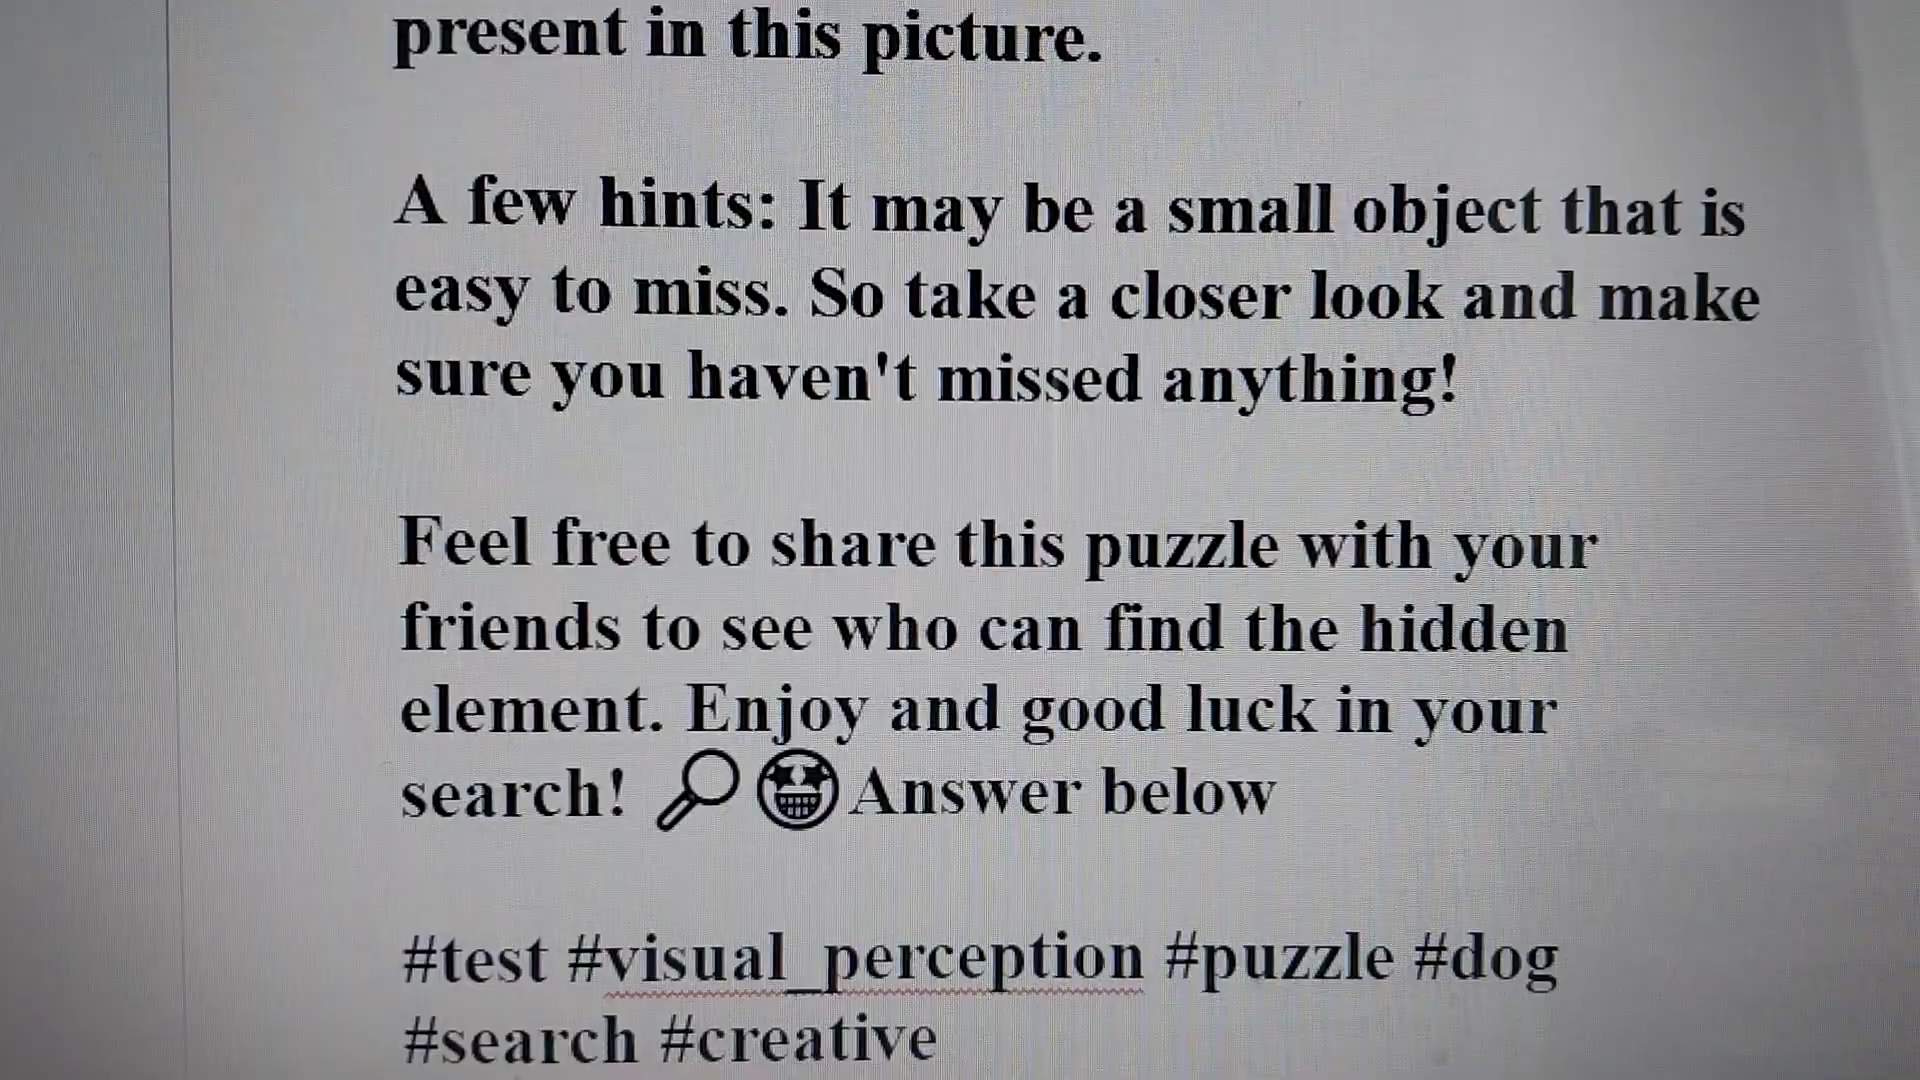 present in this picture.
A few hints: It may be a small object that is
easy to miss. So take a closer look and make
sure you haven't missed anything!
Feel free to share this puzzle with your
friends to see who can find the hidden
element. Enjoy and good luck in your
search! 🔎🤩Answer below
#test #visual_perception #puzzle #dog
#search #creative